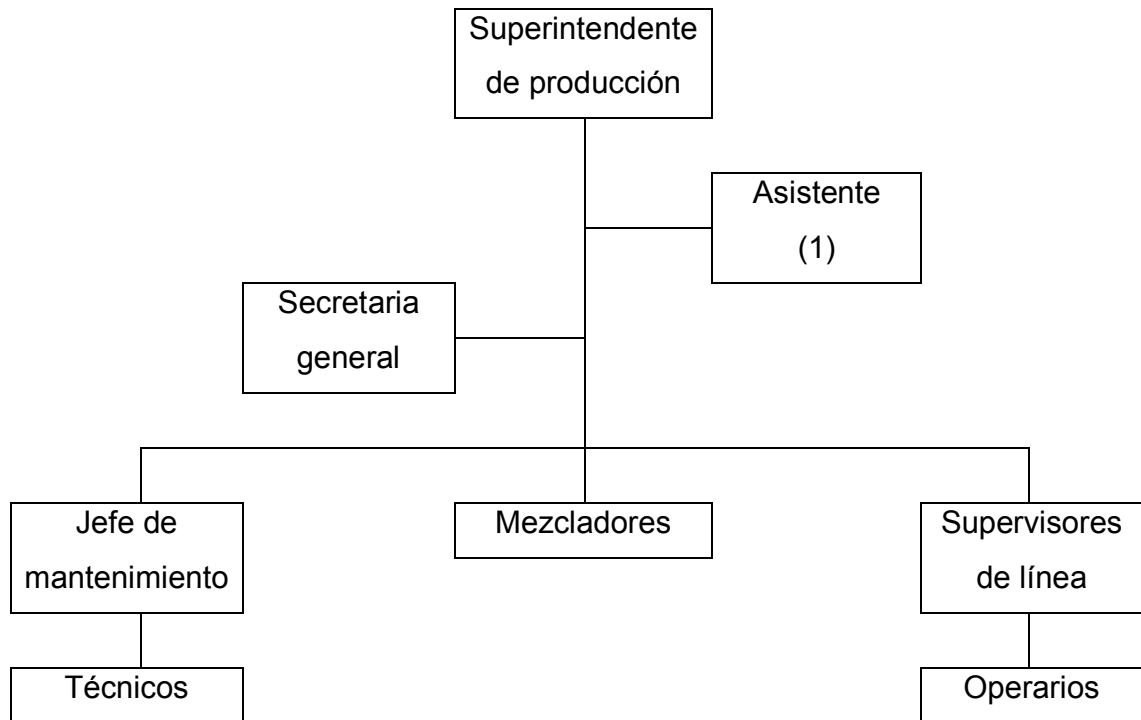 Superintendente
de producción
Asistente
(1)
Secretaria
general
Jefe de
mantenimiento
Mezcladores
Supervisores
de línea
Técnicos
Operarios